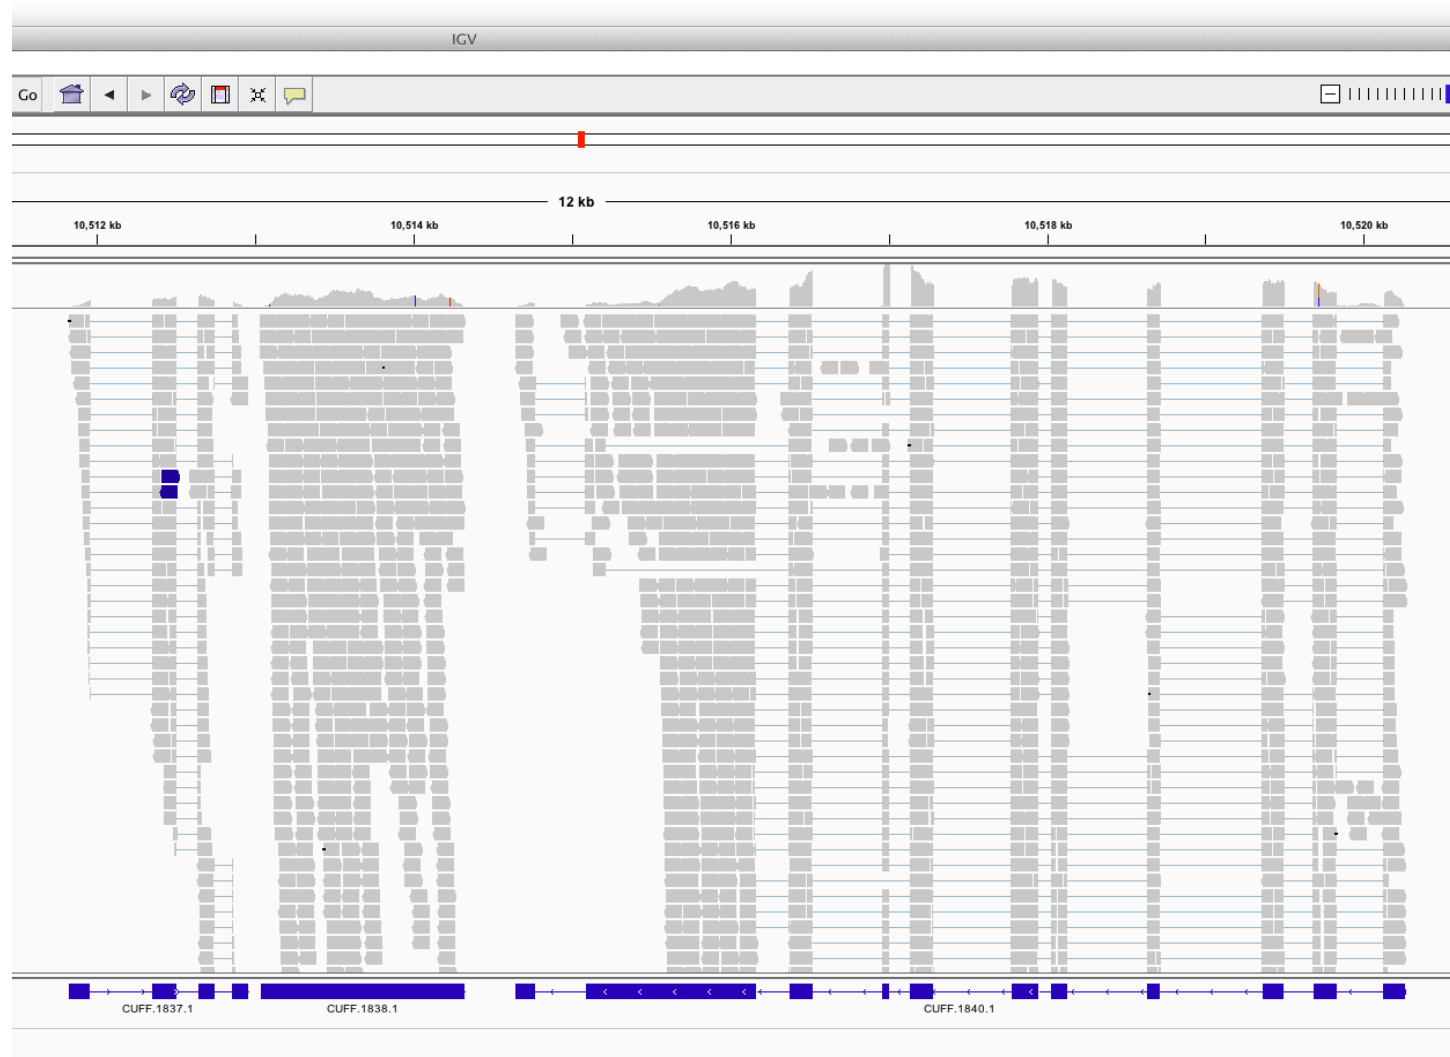 IGV
Go
12 kb
10,512 kb 10,514 kb 10,516 kb 10,518 kb 10,520 kb
CUFF.1837.1 CUFF.1838.1 CUFF.1840.1